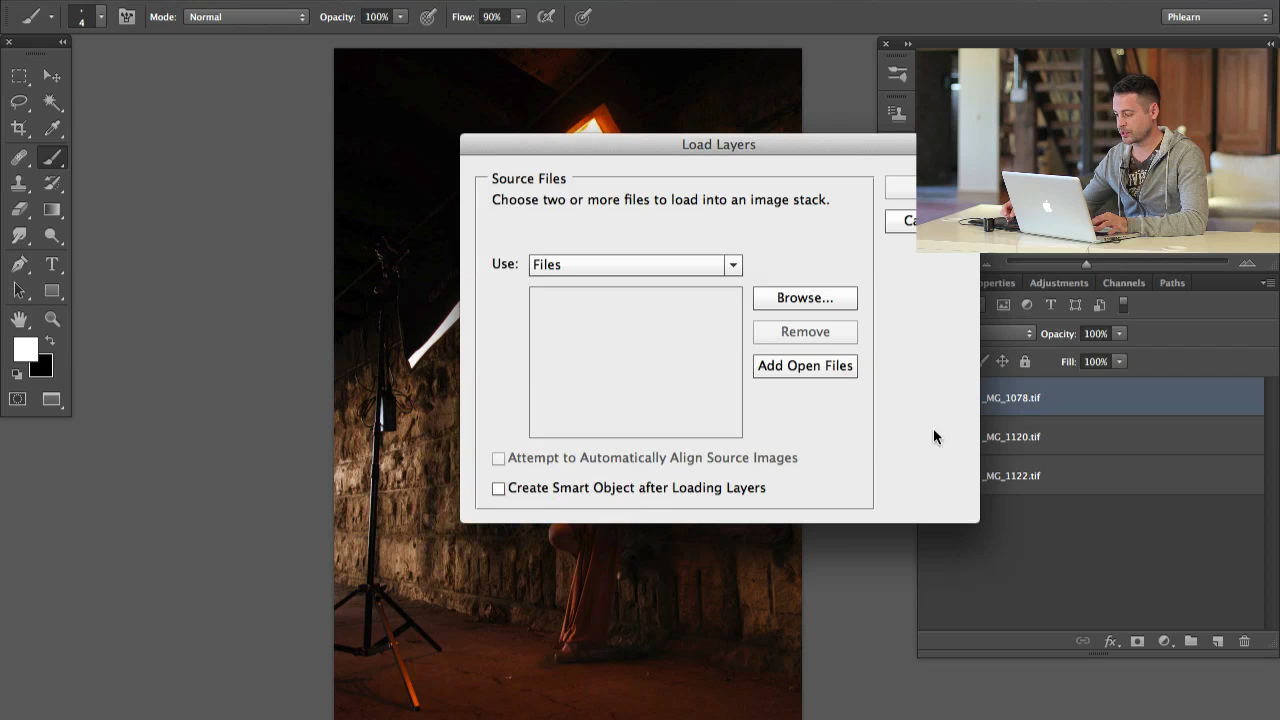 4 Mode: Normal Opacity: 100% Flow: 90% Phlearn
Load Layers
Source Files
Choose two or more files to load into an image stack.
Use: Files
Browse...
Remove
Add Open Files
Attempt to Automatically Align Source Images
Create Smart Object after Loading Layers
Adjustments Channels Paths
Opacity: 100%
Fill: 100%
_MG_1078.tif
_MG_1120.tif
_MG_1122.tif
fx